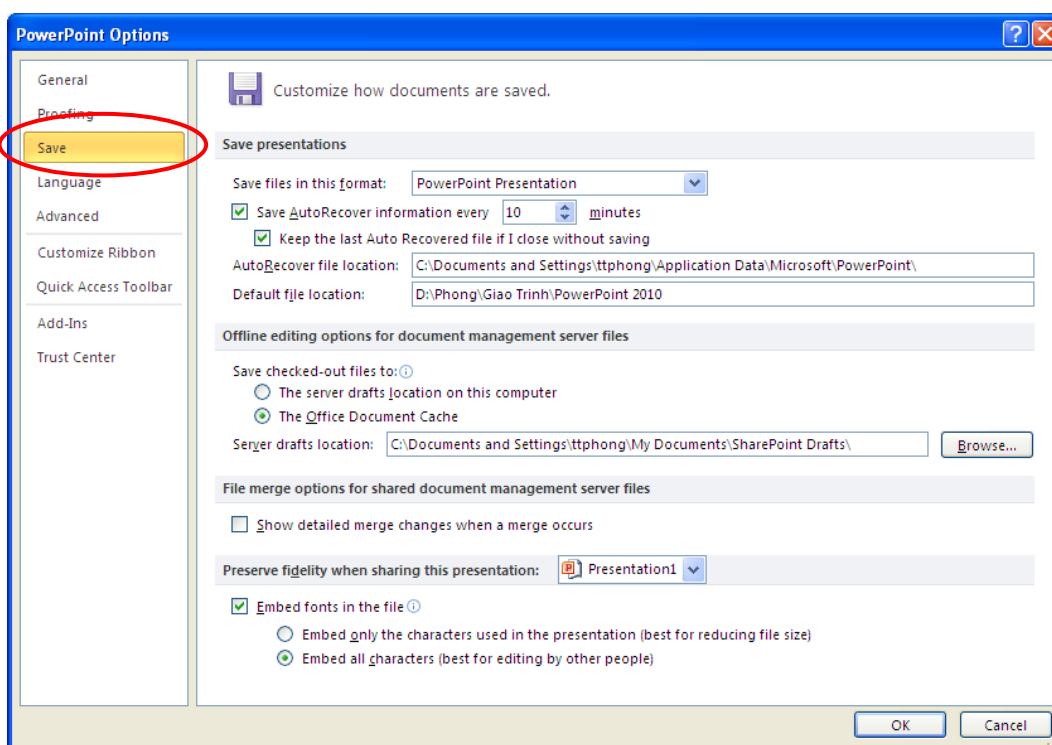 PowerPoint Options
General
Proofing
Save
Language
Advanced
Customize Ribbon
Quick Access Toolbar
Add-Ins
Trust Center
Customize how documents are saved.
Save presentations
Save files in this format: PowerPoint Presentation
Save AutoRecover information every 10 minutes
Keep the last Auto Recovered file if I close without saving
AutoRecover file location: C:\Documents and Settings\ttphong\Application Data\Microsoft\PowerPoint\
Default file location: D:\Phong\Giao Trinh\PowerPoint 2010
Offline editing options for document management server files
Save checked-out files to:
The server drafts location on this computer
The Office Document Cache
Server drafts location: C:\Documents and Settings\ttphong\My Documents\SharePoint Drafts\ Browse...
File merge options for shared document management server files
Show detailed merge changes when a merge occurs
Preserve fidelity when sharing this presentation: Presentation1
Embed fonts in the file
Embed only the characters used in the presentation (best for reducing file size)
Embed all characters (best for editing by other people)
OK Cancel